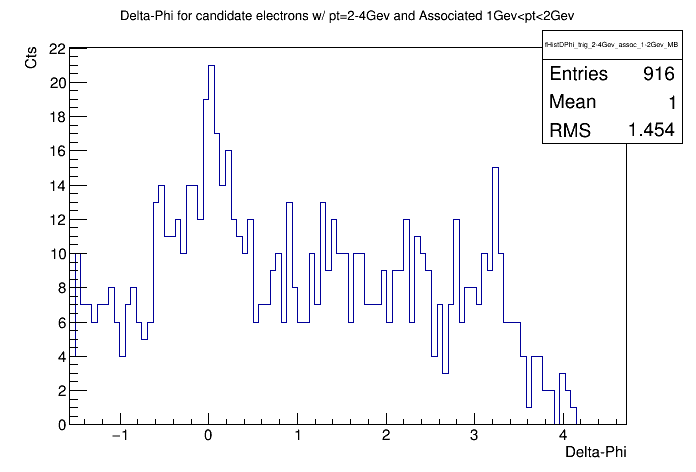 Delta-Phi for candidate electrons w/ pt=2-4Gev and Associated 1Gev<pt<2Gev
fHistDPhi_trig_2-4Gev_assoc_1-2Gev_MB
Entries 916
Mean 1
RMS 1.454
Cts
22
20
18
16
14
12
10
8
6
4
2
0
−1 0 1 2 3 4
Delta-Phi